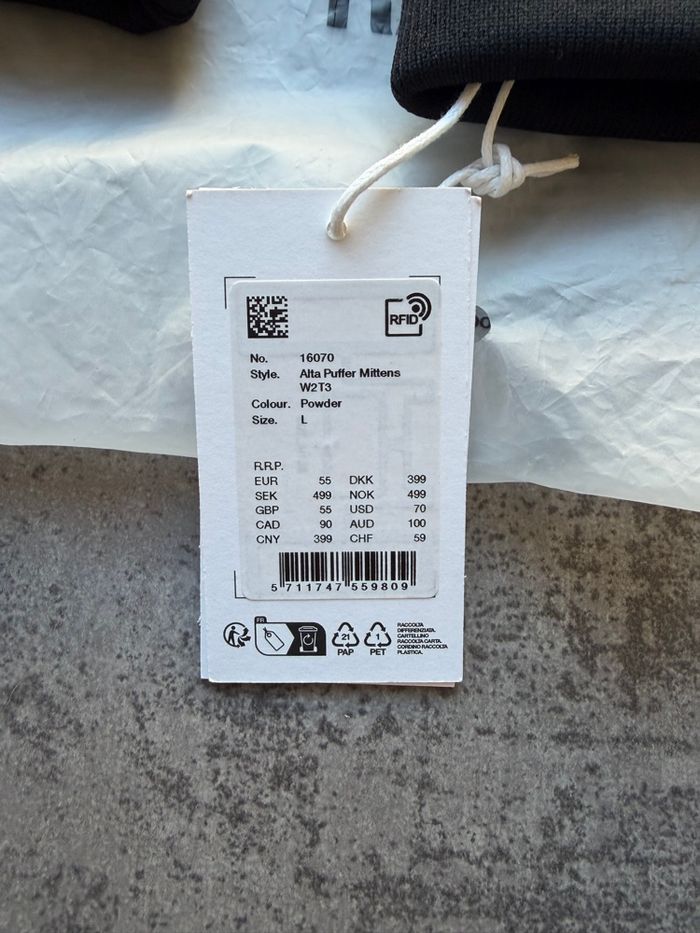 RFID
No. 16070
Style. Alta Puffer Mittens
W2T3
Colour. Powder
Size. L
R.R.P.
EUR 55 DKK 399
SEK 499 NOK 499
GBP 55 USD 70
CAD 90 AUD 100
CNY 399 CHF 59
5 711747 559809
FR
21
PAP
1
PET
RACCOLTA
DIFFERENZIATA.
CARTELLINO
RACCOLTA CARTA.
CORDINO RACCOLTA
PLASTICA.